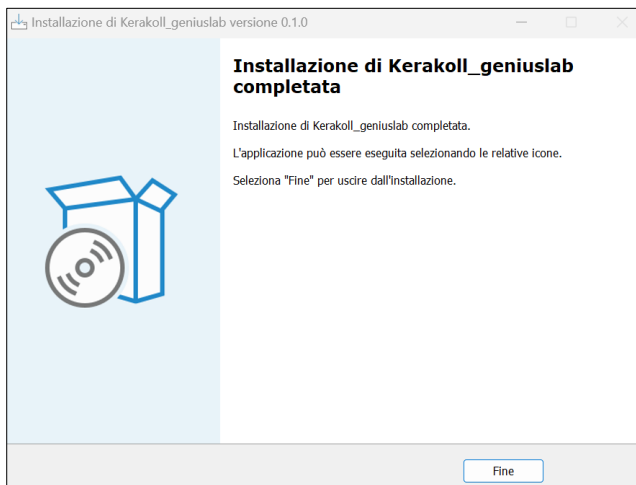 Installazione di Kerakoll_geniuslab versione 0.1.0
Installazione di Kerakoll_geniuslab
completata
Installazione di Kerakoll_geniuslab completata.
L'applicazione può essere eseguita selezionando le relative icone.
Seleziona "Fine" per uscire dall'installazione.
Fine